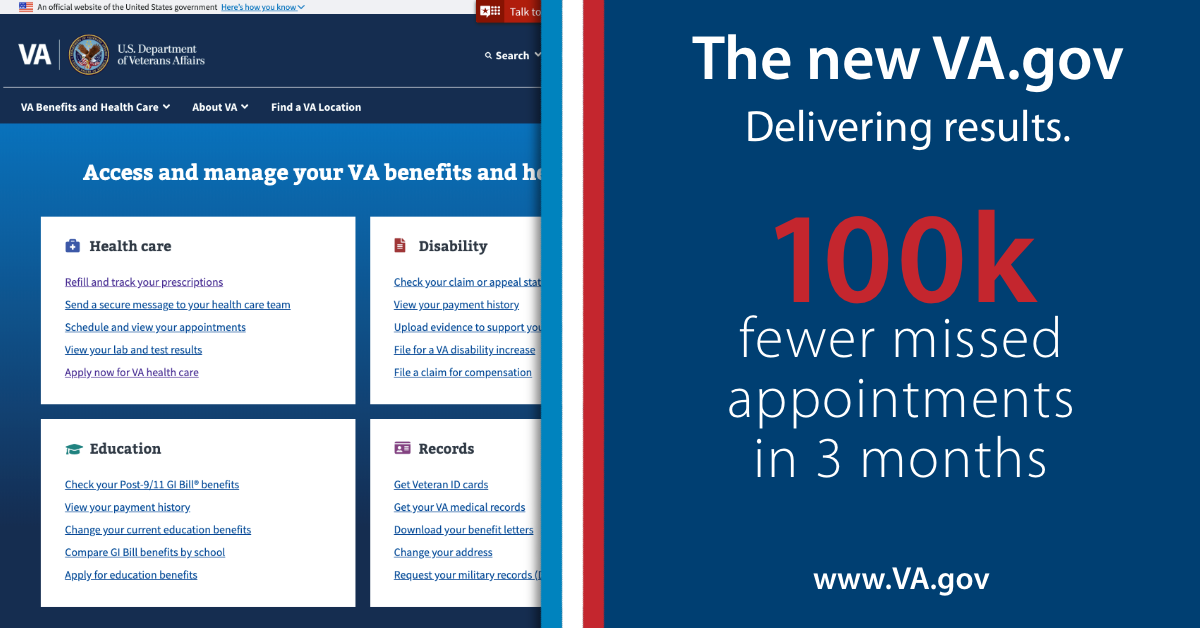 An official website of the United States government Here's how you know
Talk to
VA
U.S. Department
of Veterans Affairs
Search
VA Benefits and Health Care
About VA
Find a VA Location
Access and manage your VA benefits and he
Health care
Refill and track your prescriptions
Send a secure message to your health care team
Schedule and view your appointments
View your lab and test results
Apply now for VA health care
Disability
Check your claim or appeal stat
View your payment history
Upload evidence to support you
File for a VA disability increase
File a claim for compensation
Education
Check your Post-9/11 GI Bill® benefits
View your payment history
Change your current education benefits
Compare GI Bill benefits by school
Apply for education benefits
Records
Get Veteran ID cards
Get your VA medical records
Download your benefit letters
Change your address
Request your military records (D
The new VA.gov
Delivering results.
100k
fewer missed
appointments
in 3 months
www.VA.gov